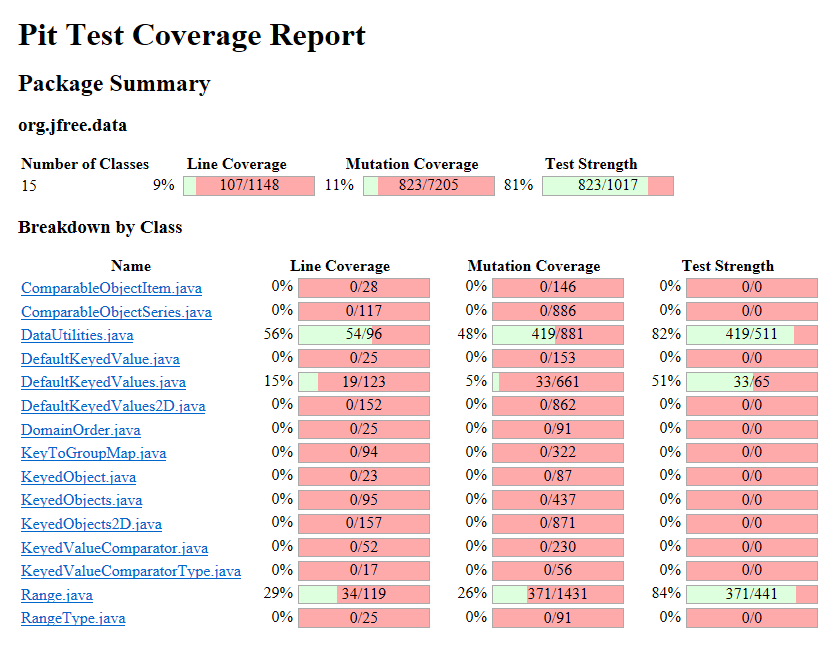 Pit Test Coverage Report
Package Summary
org.jfree.data
Number of Classes Line Coverage Mutation Coverage Test Strength
15 9% 107/1148 11% 823/7205 81% 823/1017
Breakdown by Class
Name Line Coverage Mutation Coverage Test Strength
ComparableObjectItem.java 0% 0/28 0% 0/146 0% 0/0
ComparableObjectSeries.java 0% 0/117 0% 0/886 0% 0/0
DataUtilities.java 56% 54/96 48% 419/881 82% 419/511
DefaultKeyedValue.java 0% 0/25 0% 0/153 0% 0/0
DefaultKeyedValues.java 15% 19/123 5% 33/661 51% 33/65
DefaultKeyedValues2D.java 0% 0/152 0% 0/862 0% 0/0
DomainOrder.java 0% 0/25 0% 0/91 0% 0/0
KeyToGroupMap.java 0% 0/94 0% 0/322 0% 0/0
KeyedObject.java 0% 0/23 0% 0/87 0% 0/0
KeyedObjects.java 0% 0/95 0% 0/437 0% 0/0
KeyedObjects2D.java 0% 0/157 0% 0/871 0% 0/0
KeyedValueComparator.java 0% 0/52 0% 0/230 0% 0/0
KeyedValueComparatorType.java 0% 0/17 0% 0/56 0% 0/0
Range.java 29% 34/119 26% 371/1431 84% 371/441
RangeType.java 0% 0/25 0% 0/91 0% 0/0